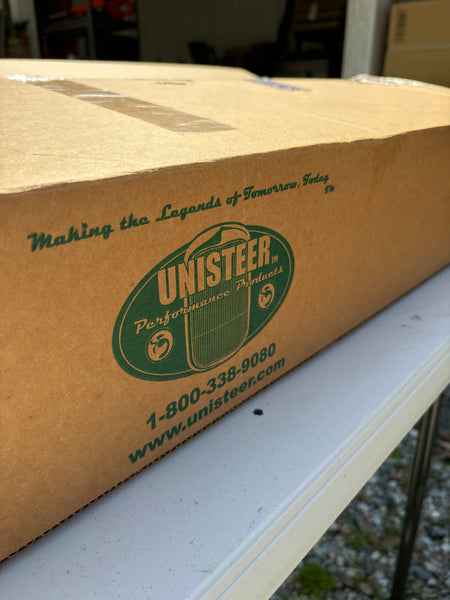 Making the Legends of Tomorrow, Today
TM
UNISTEER TM
Performance Products
1-800-338-9080
www.unisteer.com